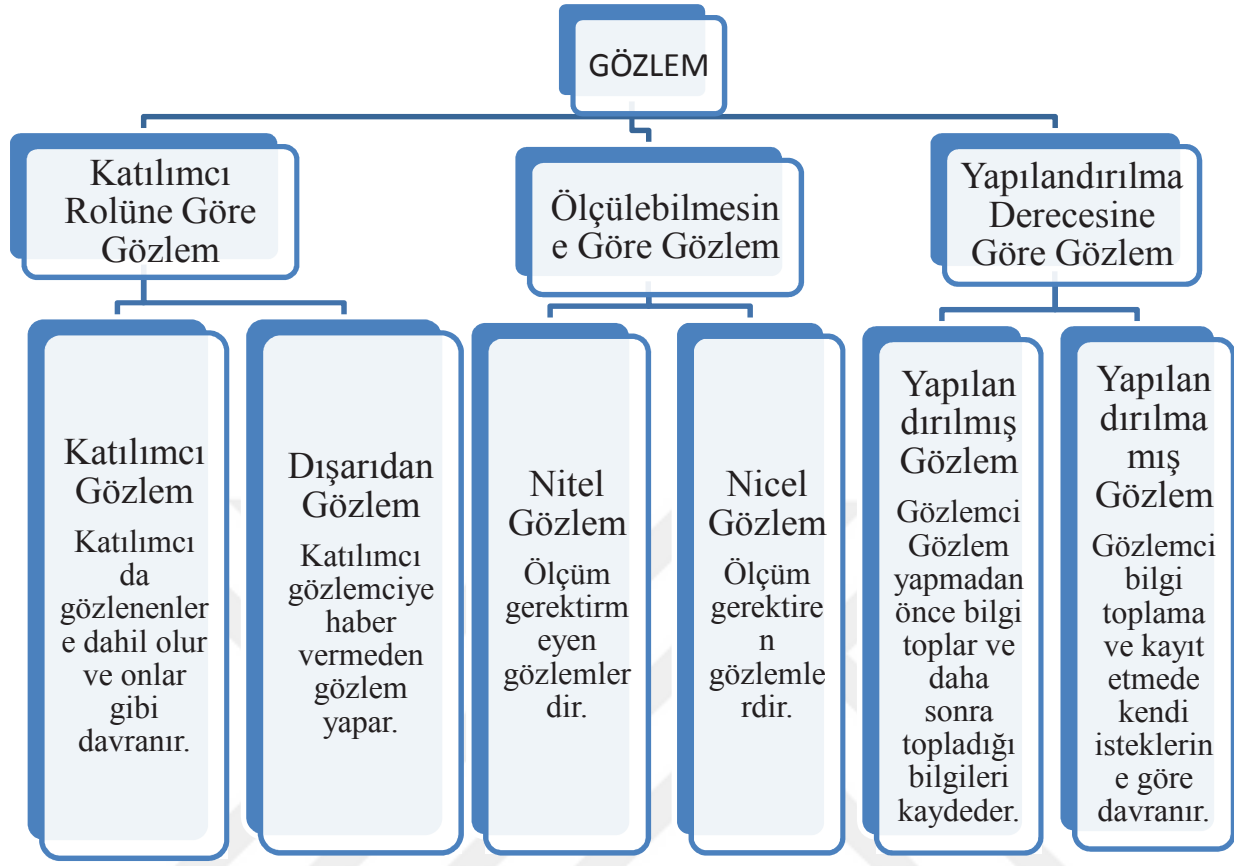 GÖZLEM
Katılımcı
Rolüne Göre
Gözlem
Ölçülebilmesin
e Göre Gözlem
Yapılandırılma
Derecesine
Göre Gözlem
Katılımcı
Gözlem
Katılımcı
da
gözlenenler
e dahil olur
ve onlar
gibi
davranır.
Dışarıdan
Gözlem
Katılımcı
gözlemciye
haber
vermeden
gözlem
yapar.
Nitel
Gözlem
Ölçüm
gerektirm
eyen
gözlemler
dir.
Nicel
Gözlem
Ölçüm
gerektire
n
gözlemle
rdir.
Yapılan
dırılmış
Gözlem
Gözlemci
Gözlem
yapmadan
önce bilgi
toplar ve
daha
sonra
topladığı
bilgileri
kaydeder.
Yapılan
dırılma
mış
Gözlem
Gözlemci
bilgi
toplama
ve kayıt
etmede
kendi
isteklerin
e göre
davranır.